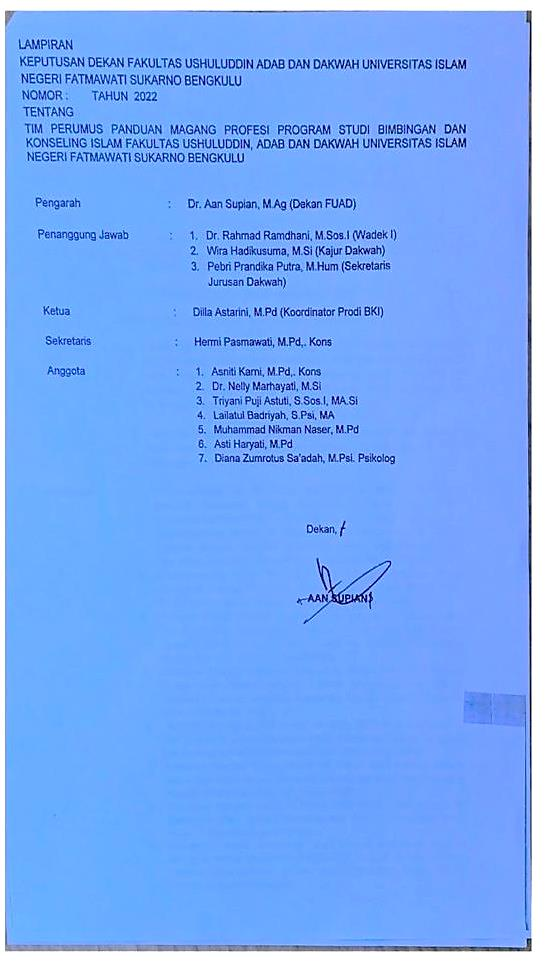 LAMPIRAN
KEPUTUSAN DEKAN FAKULTAS USHULUDDIN ADAB DAN DAKWAH UNIVERSITAS ISLAM
NEGERI FATMAWATI SUKARNO BENGKULU
NOMOR : TAHUN 2022
TENTANG
TIM PERUMUS PANDUAN MAGANG PROFESI PROGRAM STUDI BIMBINGAN DAN
KONSELING ISLAM FAKULTAS USHULUDDIN, ADAB DAN DAKWAH UNIVERSITAS ISLAM
NEGERI FATMAWATI SUKARNO BENGKULU
Pengarah : Dr. Aan Supian, M.Ag (Dekan FUAD)
Penanggung Jawab : 1. Dr. Rahmad Ramdhani, M.Sos.I (Wadek I)
2. Wira Hadikusuma, M.Si (Kajur Dakwah)
3. Pebri Prandika Putra, M.Hum (Sekretaris
Jurusan Dakwah)
Ketua : Dilla Astarini, M.Pd (Koordinator Prodi BKI)
Sekretaris : Hermi Pasmawati, M.Pd,. Kons
Anggota : 1. Asniti Karni, M.Pd,. Kons
2. Dr. Nelly Marhayati, M.Si
3. Triyani Puji Astuti, S.Sos.I, MA.Si
4. Lailatul Badriyah, S.Psi, MA
5. Muhammad Nikman Naser, M.Pd
6. Asti Haryati, M.Pd
7. Diana Zumrotus Sa'adah, M.Psi. Psikolog
Dekan,
AAN SUPIAN